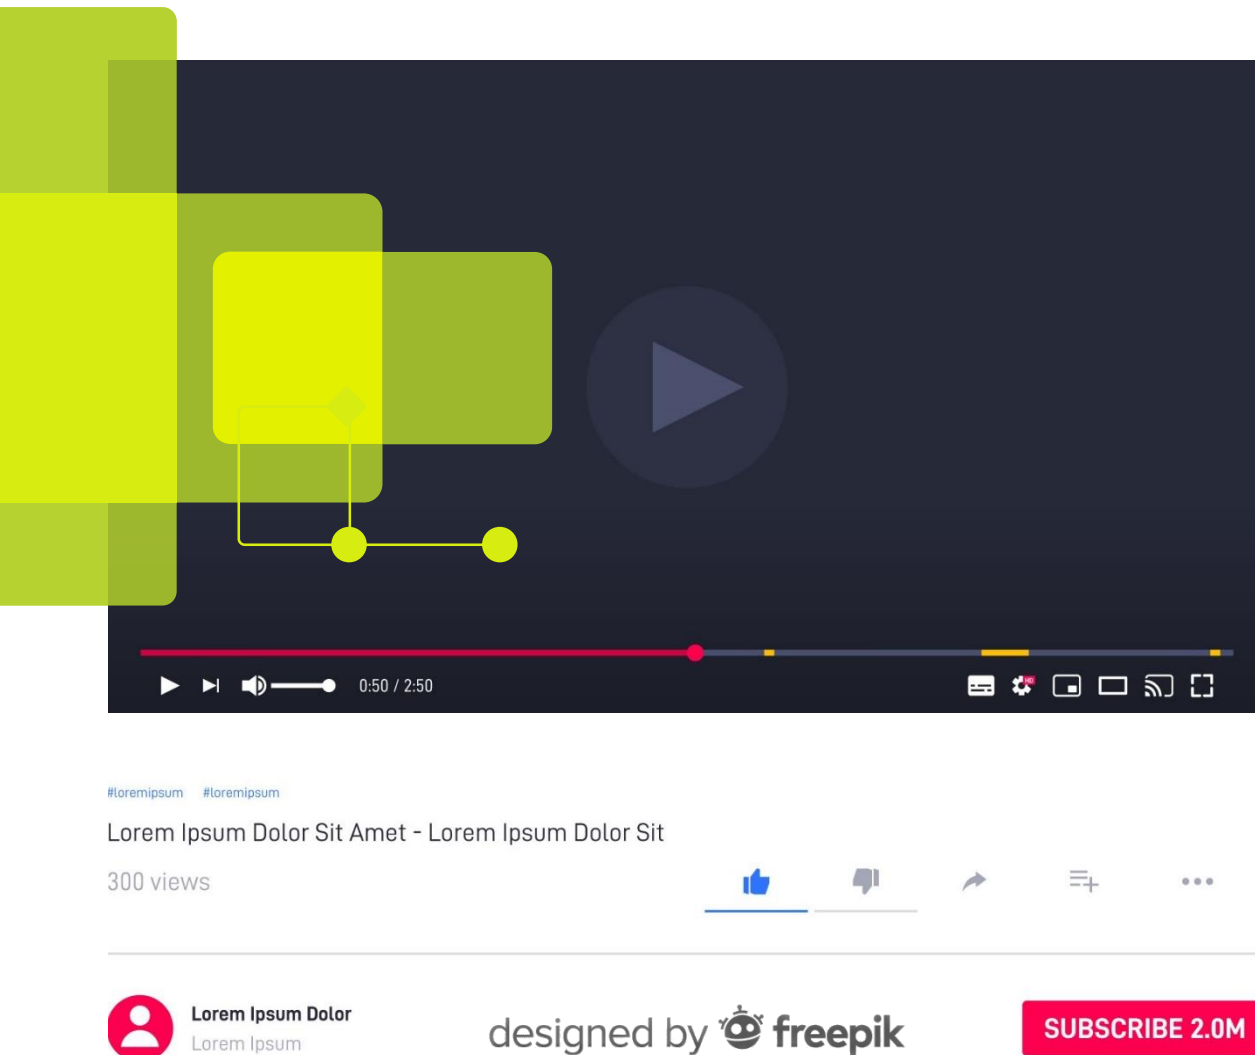 0:50 / 2:50
HD
#loremipsum #loremipsum
Lorem Ipsum Dolor Sit Amet - Lorem Ipsum Dolor Sit
300 views
Lorem Ipsum Dolor
Lorem Ipsum
designed by freepik
SUBSCRIBE 2.0M